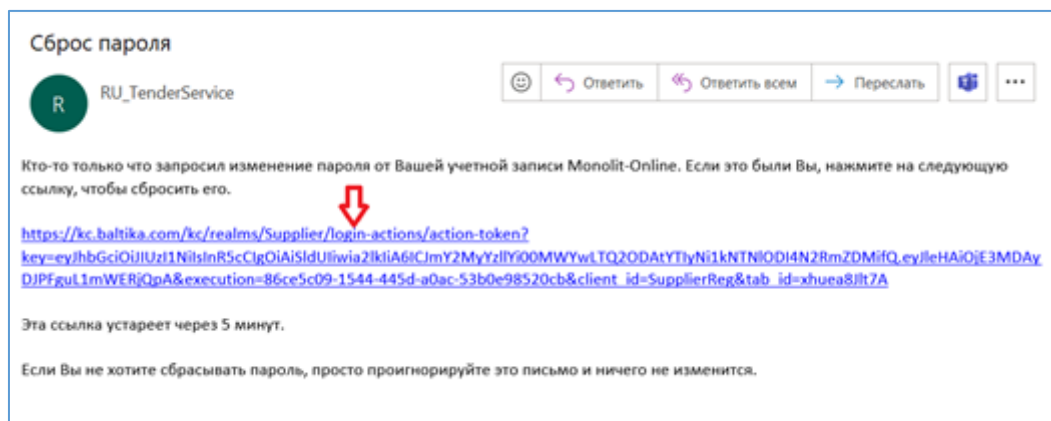 Сброс пароля
R
RU_TenderService
Ответить
Ответить всем
Переслать
Кто-то только что запросил изменение пароля от Вашей учетной записи Monolit-Online. Если это были Вы, нажмите на следующую
ссылку, чтобы сбросить его.
https://kc.baltika.com/kc/realms/Supplier/login-actions/action-token?
key=eyJhbGciOiJIUzI1NiIsInR5cCIgOiAiSldUIiwia2lkIiA6ICJmY2MyYzllYi00MWYwLTQ2ODAtYTIyNi1kNTNlODI4N2RmZDMifQ.eyJleHAiOjE3MDAy
DJPFguL1mWERjQpA&execution=86ce5c09-1544-445d-a0ac-53b0e98520cb&client_id=SupplierReg&tab_id=xhuea8Jlt7A
Эта ссылка устареет через 5 минут.
Если Вы не хотите сбрасывать пароль, просто проигнорируйте это письмо и ничего не изменится.